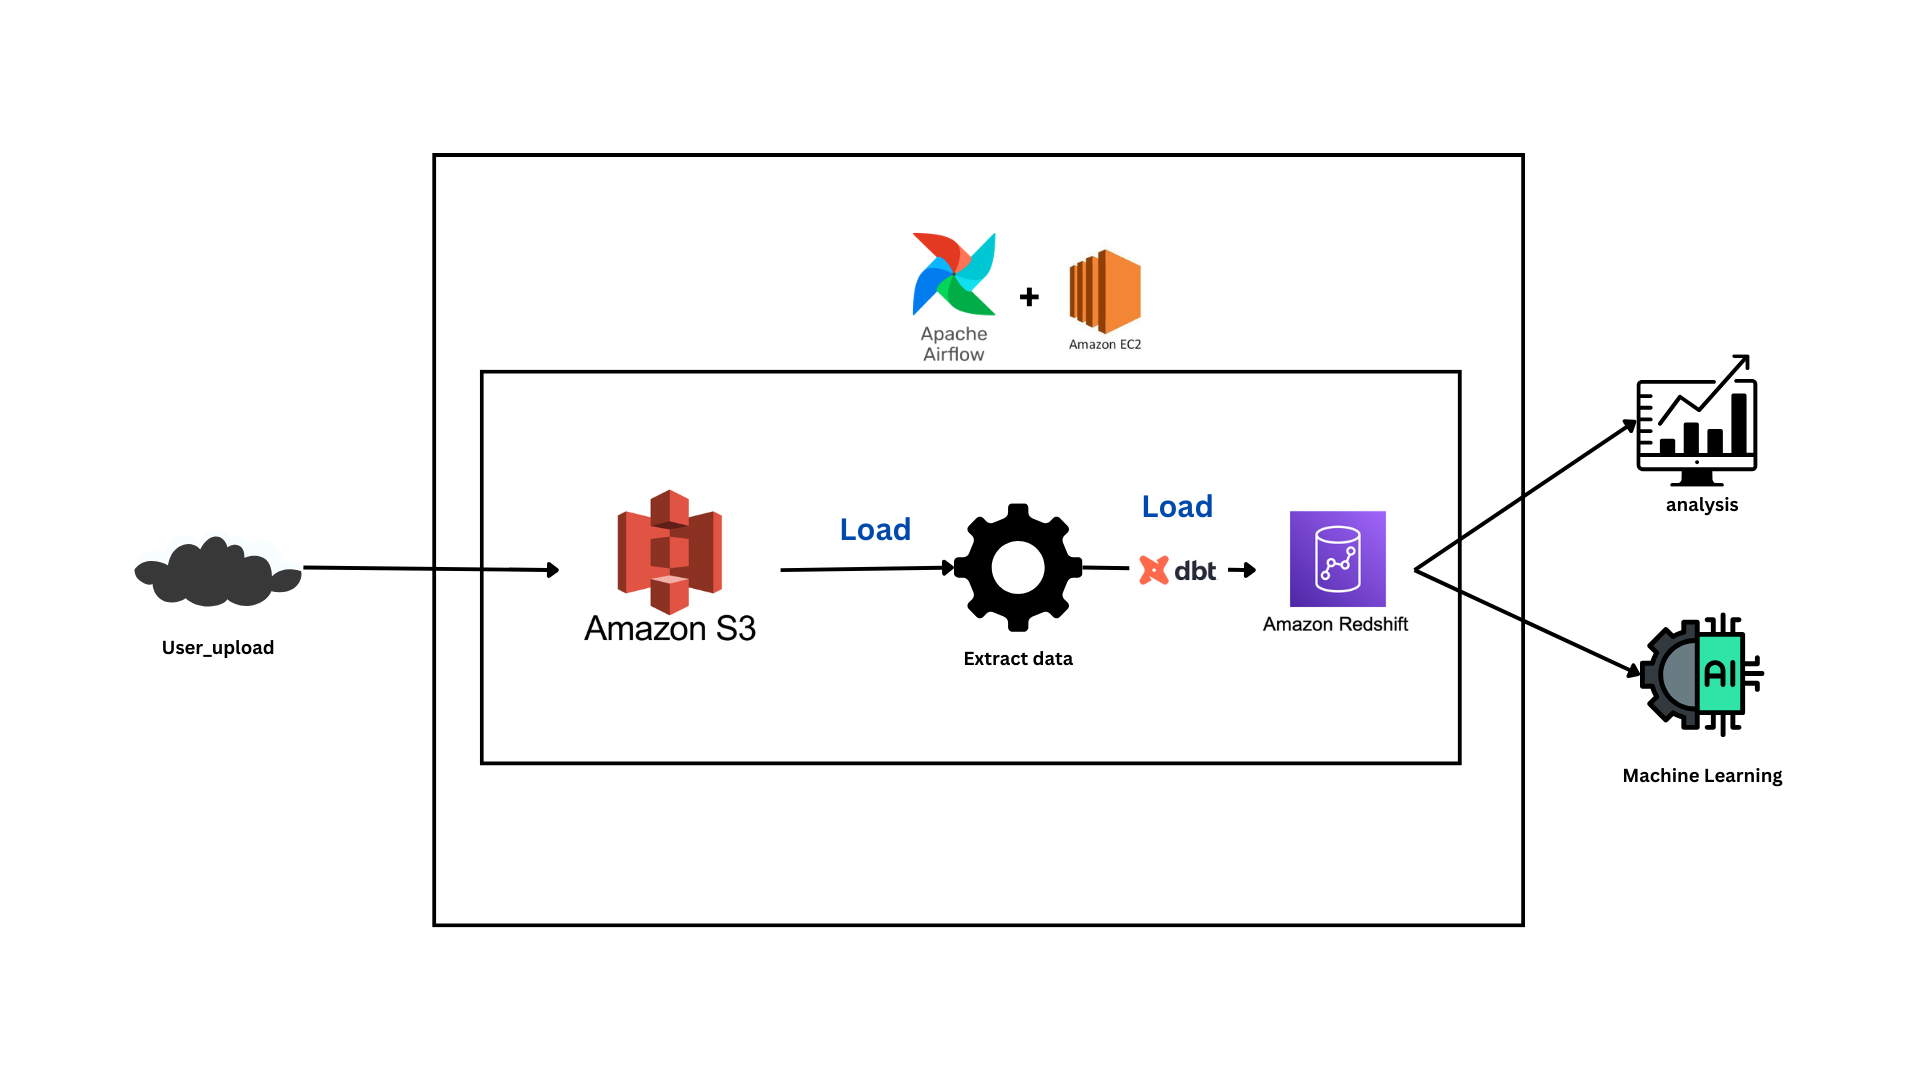 Apache
Airflow
+
Amazon EC2
analysis
Load
Load
dbt
Amazon S3
Amazon Redshift
User_upload
Extract data
AI
Machine Learning